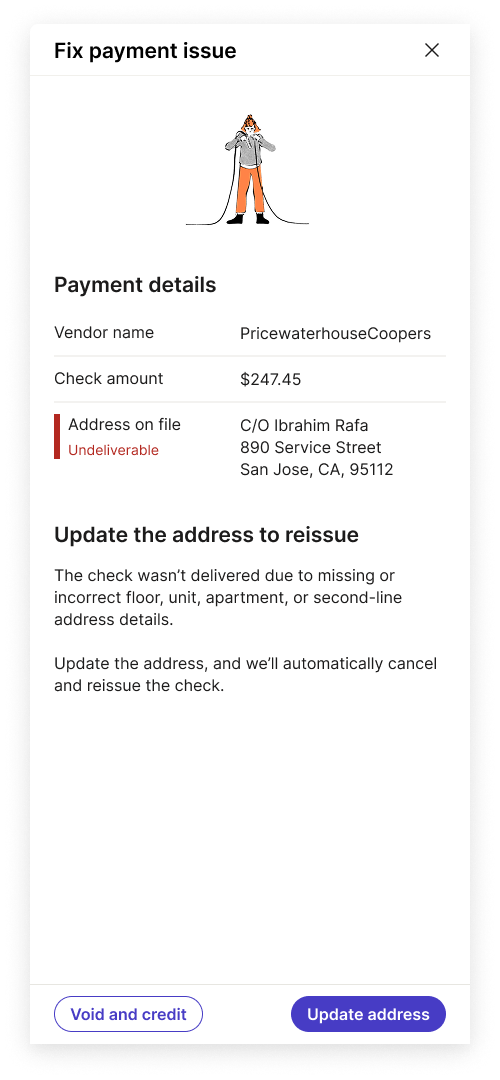 Fix payment issue
Payment details
Vendor name
PricewaterhouseCoopers
Check amount
$247.45
Address on file
Undeliverable
C/O Ibrahim Rafa
890 Service Street
San Jose, CA, 95112
Update the address to reissue
The check wasn’t delivered due to missing or
incorrect floor, unit, apartment, or second-line
address details.
Update the address, and we’ll automatically cancel
and reissue the check.
Void and credit
Update address